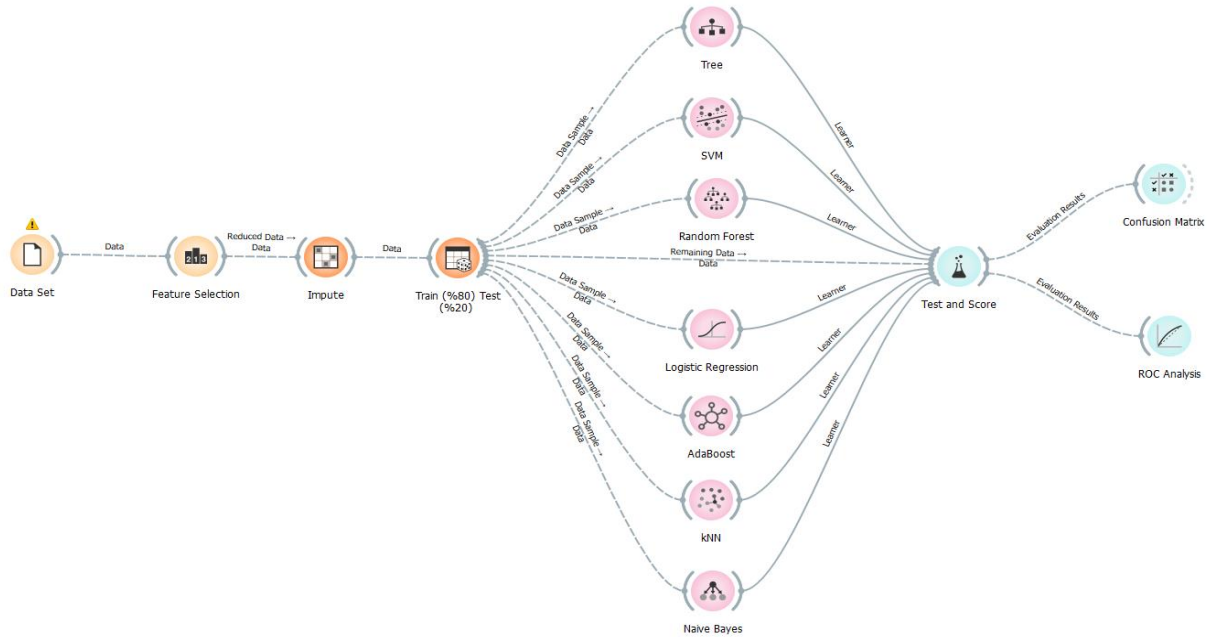 Tree
Data Sample →
Data
Learner
SVM
Data Sample →
Data
Learner
Random Forest
Data Sample →
Data
Learner
Data Set
Data
Feature Selection
Reduced Data →
Data
Impute
Data
Train (%80) Test
(%20)
Remaining Data →
Data
Test and Score
Evaluation Results
Confusion Matrix
Evaluation Results
ROC Analysis
Data Sample →
Data
Learner
Logistic Regression
Data Sample →
Data
Learner
AdaBoost
Data Sample →
Data
Learner
kNN
Data Sample →
Data
Learner
Naive Bayes
2 1 3